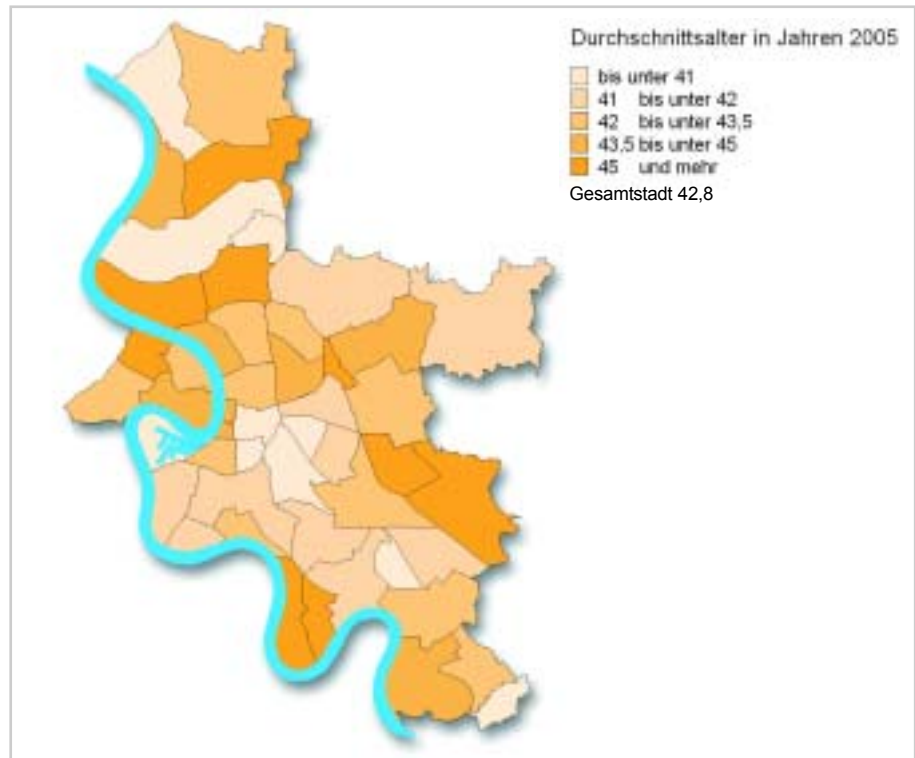 Durchschnittsalter in Jahren 2005
bis unter 41
41 bis unter 42
42 bis unter 43,5
43,5 bis unter 45
45 und mehr
Gesamtstadt 42,8